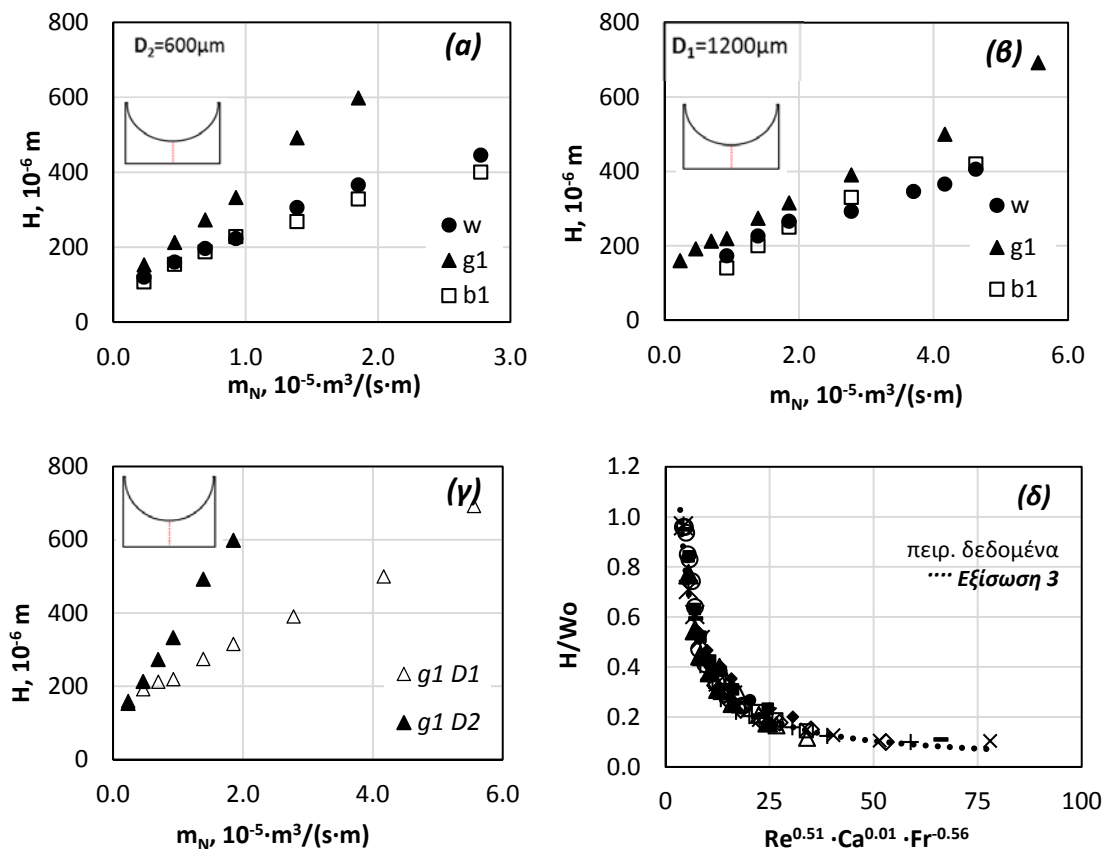 D₂=600μm
(α)
800
600
400
200
0
H, 10⁻⁶ m
w
g1
b1
0.0 1.0 2.0 3.0
m_N, 10⁻⁵·m³/(s·m)
D₁=1200μm
(β)
800
600
400
200
0
H, 10⁻⁶ m
w
g1
b1
0.0 2.0 4.0 6.0
m_N, 10⁻⁵·m³/(s·m)
(γ)
800
600
400
200
0
H, 10⁻⁶ m
g1 D1
g1 D2
0.0 2.0 4.0 6.0
m_N, 10⁻⁵·m³/(s·m)
(δ)
1.2
1.0
0.8
0.6
0.4
0.2
0.0
H/Wo
πειρ. δεδομένα
Εξίσωση 3
0 25 50 75 100
Re⁰·⁵¹ ·Ca⁰·⁰¹ ·Fr⁻⁰·⁵⁶